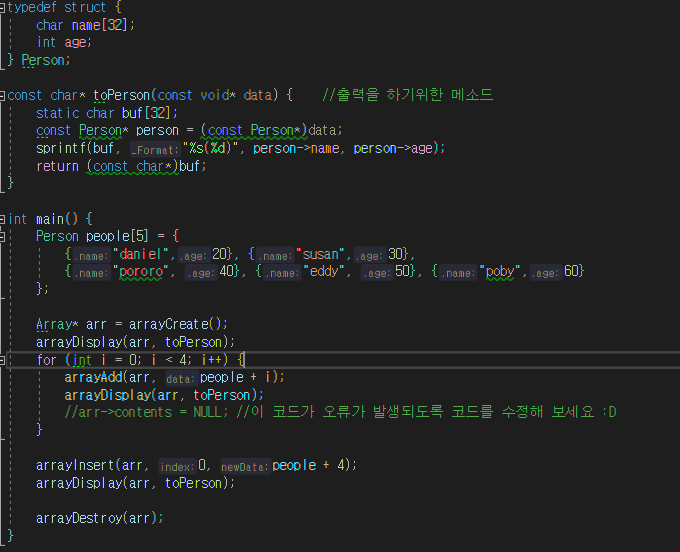 typedef struct {
char name[32];
int age;
} Person;
const char* toPerson(const void* data) { //출력을 하기위한 메소드
static char buf[32];
const Person* person = (const Person*)data;
sprintf(buf, _Format: "%s(%d)", person->name, person->age);
return (const char*)buf;
}
int main() {
Person people[5] = {
{ .name: "daniel", .age: 20}, { .name: "susan", .age: 30},
{ .name: "pororo", .age: 40}, { .name: "eddy", .age: 50}, { .name: "poby", .age: 60}
};
Array* arr = arrayCreate();
arrayDisplay(arr, toPerson);
for (int i = 0; i < 4; i++) {
arrayAdd(arr, data: people + i);
arrayDisplay(arr, toPerson);
//arr->contents = NULL; //이 코드가 오류가 발생되도록 코드를 수정해 보세요 :D
}
arrayInsert(arr, index: 0, newData: people + 4);
arrayDisplay(arr, toPerson);
arrayDestroy(arr);
}